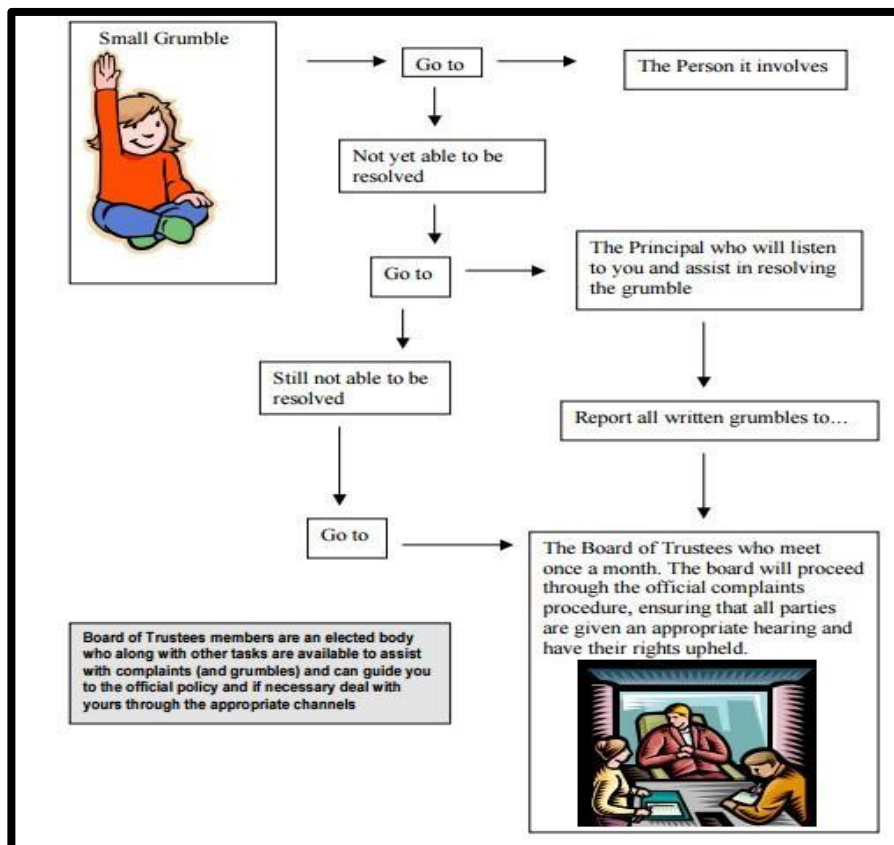 Small Grumble
Go to
The Person it involves
Not yet able to be
resolved
Go to
The Principal who will listen
to you and assist in resolving
the grumble
Still not able to be
resolved
Report all written grumbles to…
Go to
The Board of Trustees who meet
once a month. The board will proceed
through the official complaints
procedure, ensuring that all parties
are given an appropriate hearing and
have their rights upheld.
Board of Trustees members are an elected body
who along with other tasks are available to assist
with complaints (and grumbles) and can guide you
to the official policy and if necessary deal with
yours through the appropriate channels